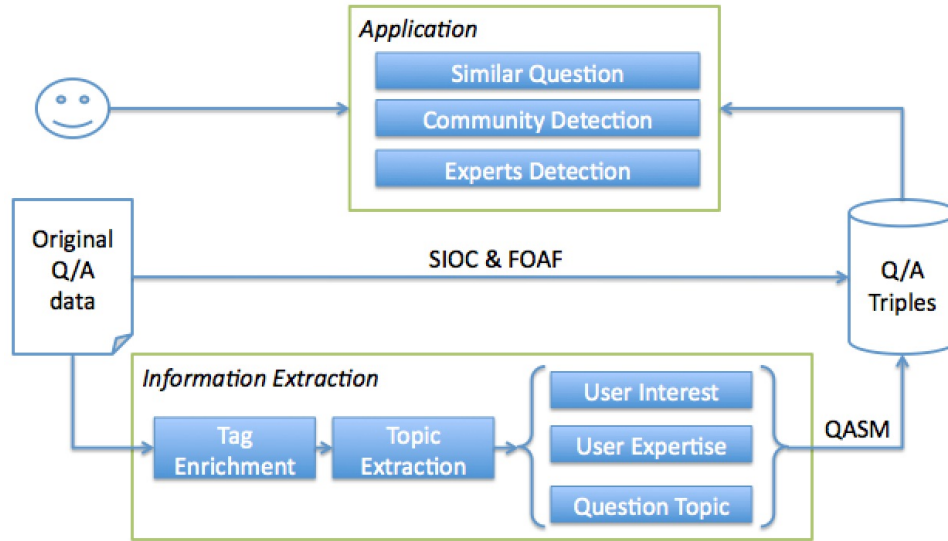 Application
Similar Question
Community Detection
Experts Detection
Original
Q/A
data
SIOC & FOAF
Q/A
Triples
Information Extraction
Tag
Enrichment
Topic
Extraction
User Interest
User Expertise
Question Topic
QASM